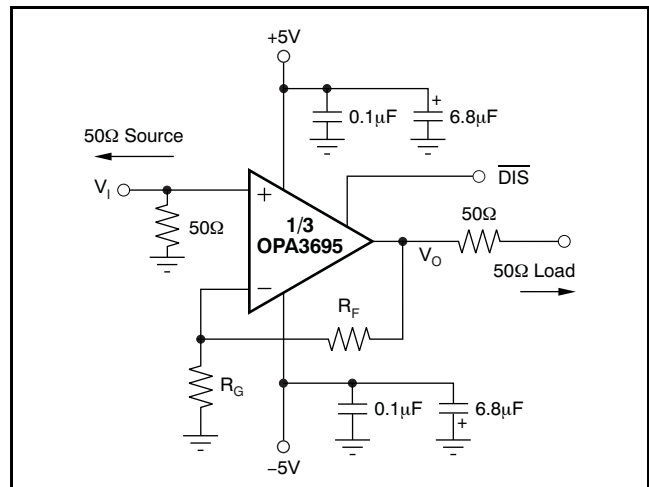 +5V
+
0.1μF
6.8μF
50Ω Source
V_I
50Ω
+
1/3
OPA3695
−
DIS
50Ω
V_O
50Ω Load
R_F
R_G
0.1μF
6.8μF
+
−5V